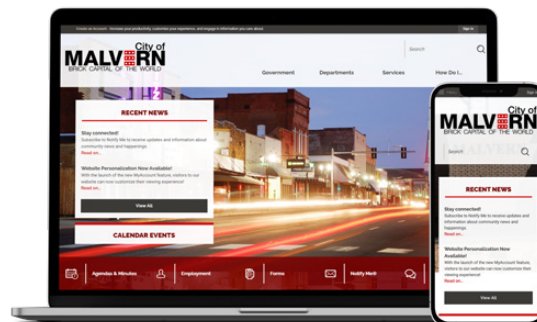 Create an Account - Increase your productivity, customize your experience, and engage in information you care about.
Sign In
City of
MALVERN
BRICK CAPITAL OF THE WORLD
Search
Government Departments Services How Do I...
RECENT NEWS
Stay connected!
Subscribe to Notify Me to receive updates and information about
community news and happenings.
Read on...
Website Personalization Now Available!
With the launch of the new MyAccount feature, visitors to our
website can now customize their viewing experience!
Read on...
View All
CALENDAR EVENTS
Agendas & Minutes
Employment
Forms
Notify Me®
City of
MALVERN
BRICK CAPITAL OF THE WORLD
Search
RECENT NEWS
Stay connected!
Subscribe to Notify Me to receive updates and
information about community news and
happenings.
Read on...
Website Personalization Now
Available!
With the launch of the new MyAccount feature,
visitors to our website can now customize their
viewing experience!
Read on...
View All